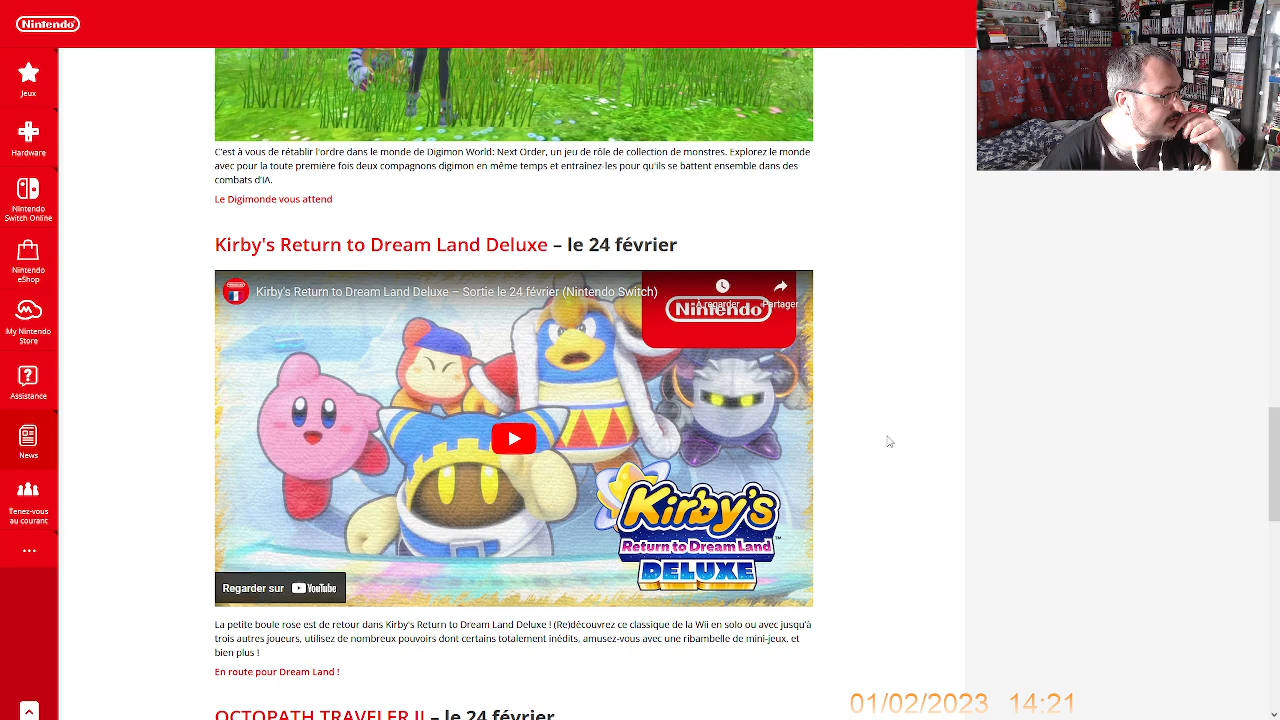 Nintendo
Jeux
Hardware
Nintendo
Switch Online
Nintendo
eShop
My Nintendo
Store
Assistance
News
Tenez-vous
au courant
C'est à vous de rétablir l'ordre dans le monde de Digimon World: Next Order, un jeu de rôle de collection de monstres. Explorez le monde
avec pour la toute première fois deux compagnons digimon en même temps et entraînez-les pour qu'ils se battent ensemble dans des
combats d'IA.
Le Digimonde vous attend
Kirby's Return to Dream Land Deluxe – le 24 février
Kirby's Return to Dream Land Deluxe – Sortie le 24 février (Nintendo Switch)
À regarder
Partager
Nintendo
Kirby's
Return to Dream Land
DELUXE
Regarder sur YouTube
La petite boule rose est de retour dans Kirby's Return to Dream Land Deluxe ! (Re)découvrez ce classique de la Wii en solo ou avec jusqu'à
trois autres joueurs, utilisez de nombreux pouvoirs dont certains totalement inédits, amusez-vous avec une ribambelle de mini-jeux, et
bien plus !
En route pour Dream Land !
OCTOPATH TRAVELER II – le 24 février
01/02/2023 14:21